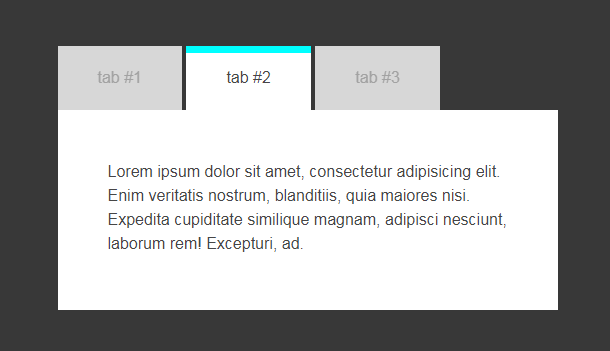 tab #1 tab #2 tab #3
Lorem ipsum dolor sit amet, consectetur adipisicing elit.
Enim veritatis nostrum, blanditiis, quia maiores nisi.
Expedita cupiditate similique magnam, adipisci nesciunt,
laborum rem! Excepturi, ad.